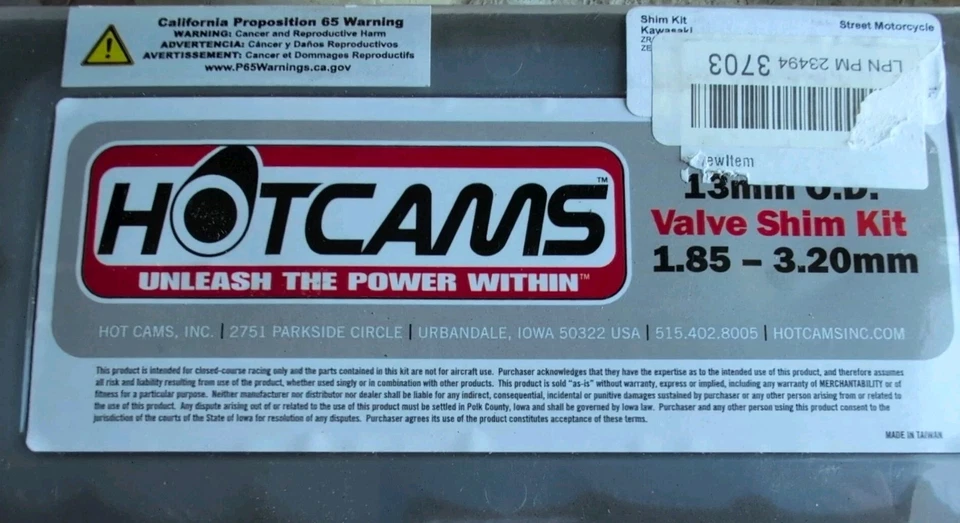 California Proposition 65 Warning
WARNING: Cancer and Reproductive Harm
ADVERTENCIA: Cáncer y Daños Reproductivos
AVERTISSEMENT: Cancer et Dommages Reproductifs
www.P65Warnings.ca.gov
Shim Kit
Street Motorcycle
Kawasaki
LPN PM 23494 3703
ewItem
HOTCAMS™
UNLEASH THE POWER WITHIN™
13mm O.D.
Valve Shim Kit
1.85 – 3.20mm
HOT CAMS, INC. | 2751 PARKSIDE CIRCLE | URBANDALE, IOWA 50322 USA | 515.402.8005 | HOTCAMSINC.COM
This product is intended for closed-course racing only and the parts contained in this kit are not for aircraft use. Purchaser acknowledges that they have the expertise as to the intended use of this product, and therefore assumes
all risk and liability resulting from use of the product, whether used singly or in combination with other products. This product is sold "as-is" without warranty, express or implied, including any warranty of MERCHANTABILITY or of
fitness for a particular purpose. Neither manufacturer nor distributor nor dealer shall be liable for any indirect, consequential, incidental or punitive damages sustained by purchaser or any other person arising from or related to
the use of this product. Any dispute arising out of or related to the use of this product must be settled in Polk County, Iowa and shall be governed by Iowa law. Purchaser and any other person using this product consent to the
jurisdiction of the courts of the State of Iowa for resolution of any disputes. Purchaser agrees its use of the product constitutes acceptance of these terms.
MADE IN TAIWAN